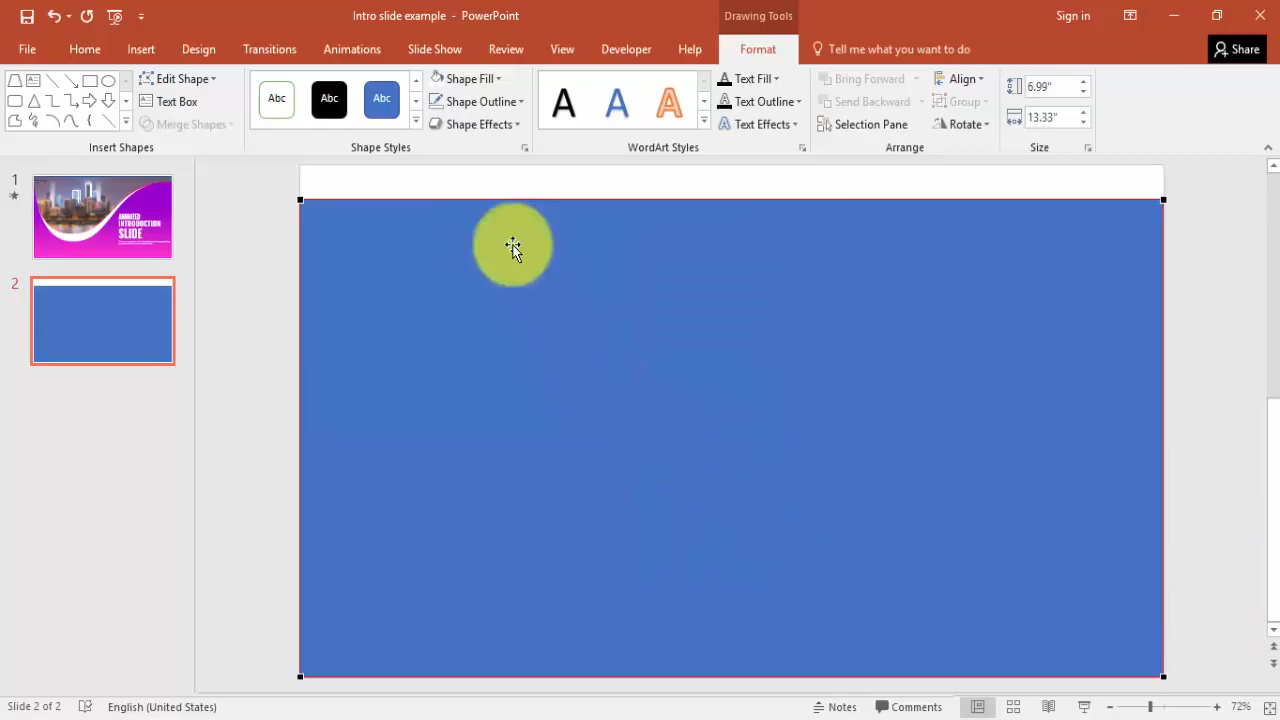 Intro slide example - PowerPoint
Drawing Tools
Sign in
File Home Insert Design Transitions Animations Slide Show Review View Developer Help Format Tell me what you want to do Share
Edit Shape
Text Box
Merge Shapes
Insert Shapes
Abc Abc Abc
Shape Fill
Shape Outline
Shape Effects
Shape Styles
A A A
Text Fill
Text Outline
Text Effects
WordArt Styles
Bring Forward
Send Backward
Selection Pane
Align
Group
Rotate
Arrange
6.99"
13.33"
Size
1
ANIMATED
INTRODUCTION
SLIDE
2
Slide 2 of 2 English (United States) Notes Comments 72%